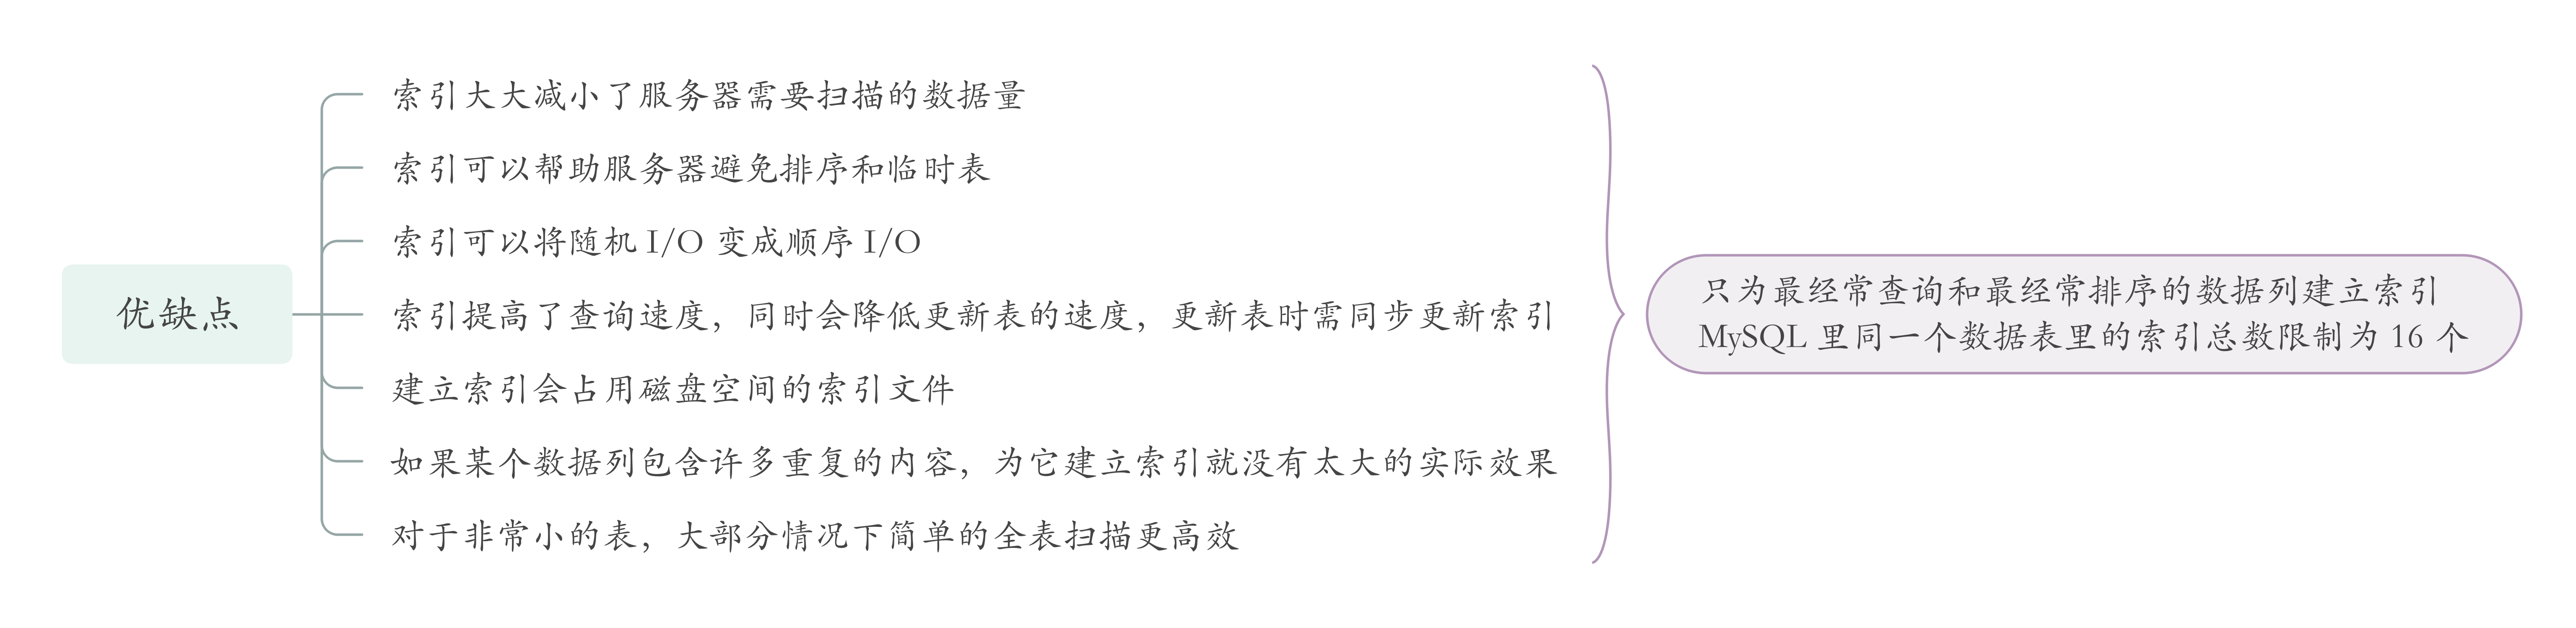 优缺点
索引大大减小了服务器需要扫描的数据量
索引可以帮助服务器避免排序和临时表
索引可以将随机 I/O 变成顺序 I/O
索引提高了查询速度，同时会降低更新表的速度，更新表时需同步更新索引
建立索引会占用磁盘空间的索引文件
如果某个数据列包含许多重复的内容，为它建立索引就没有太大的实际效果
对于非常小的表，大部分情况下简单的全表扫描更高效
只为最经常查询和最经常排序的数据列建立索引
MySQL 里同一个数据表里的索引总数限制为 16 个